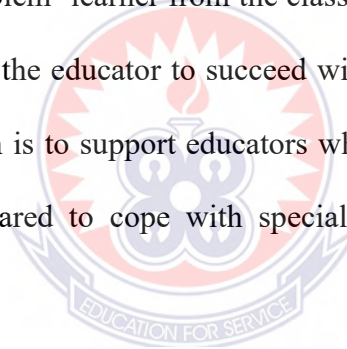 learner from the class
the educator to succeed wi
is to support educators wh
ared to cope with special
EDUCATION FOR SERVICE